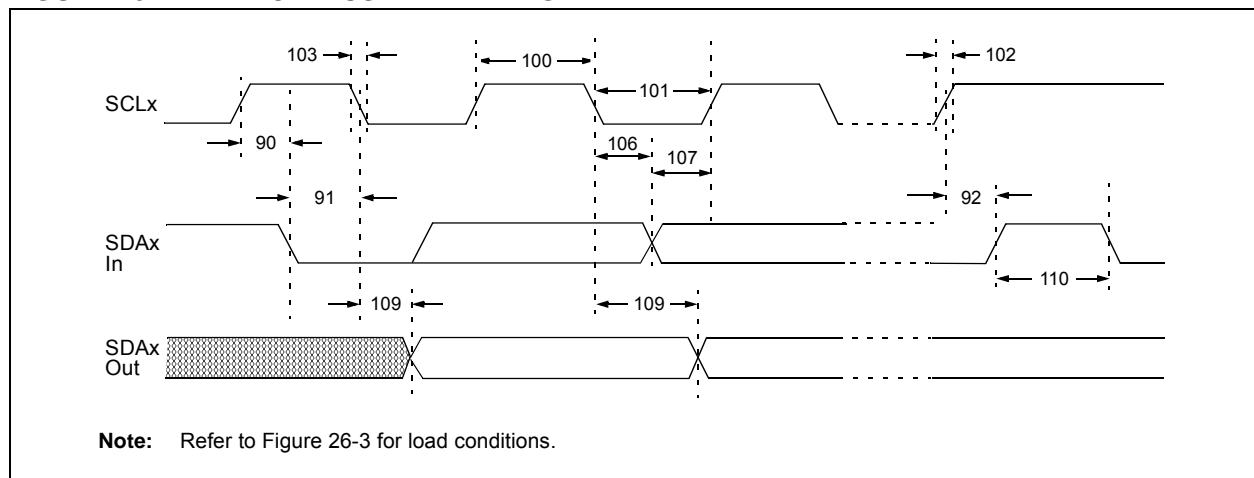 103
100
101
102
SCLx
90
106
107
91
92
SDAx
In
109
109
110
SDAx
Out
Note: Refer to Figure 26-3 for load conditions.